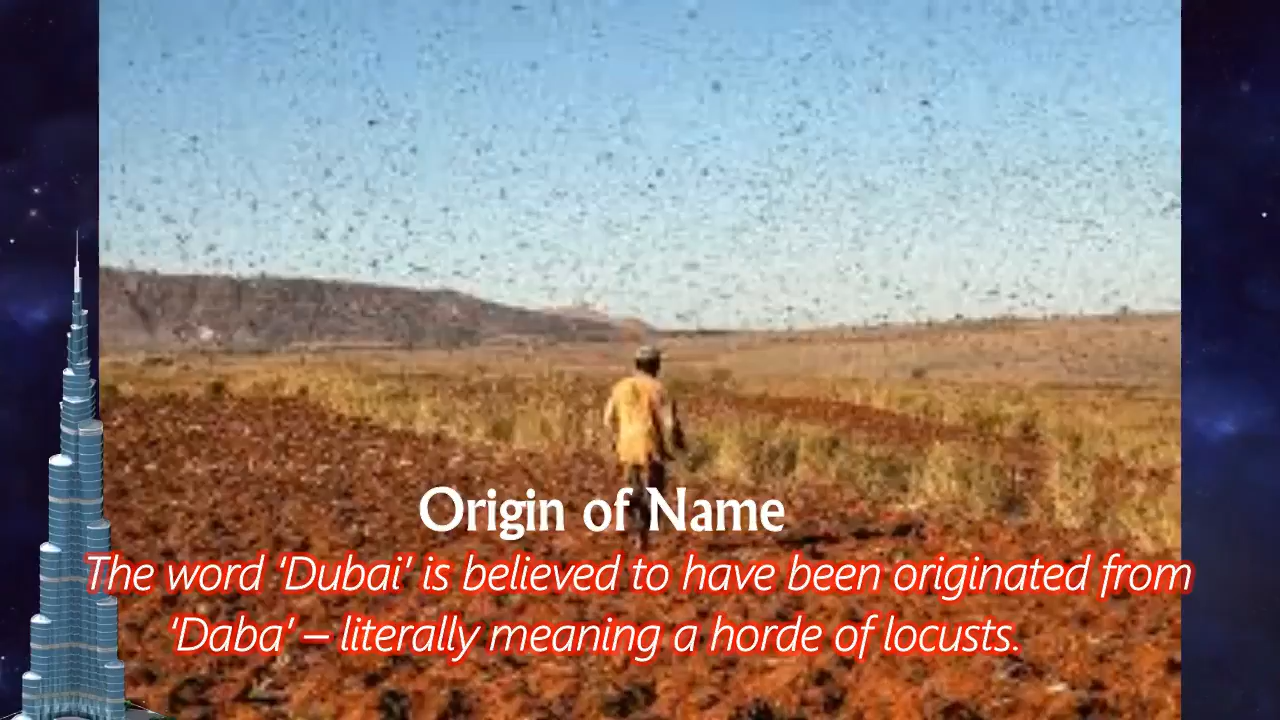 Origin of Name
The word ‘Dubai’ is believed to have been originated from
‘Daba’ – literally meaning a horde of locusts.